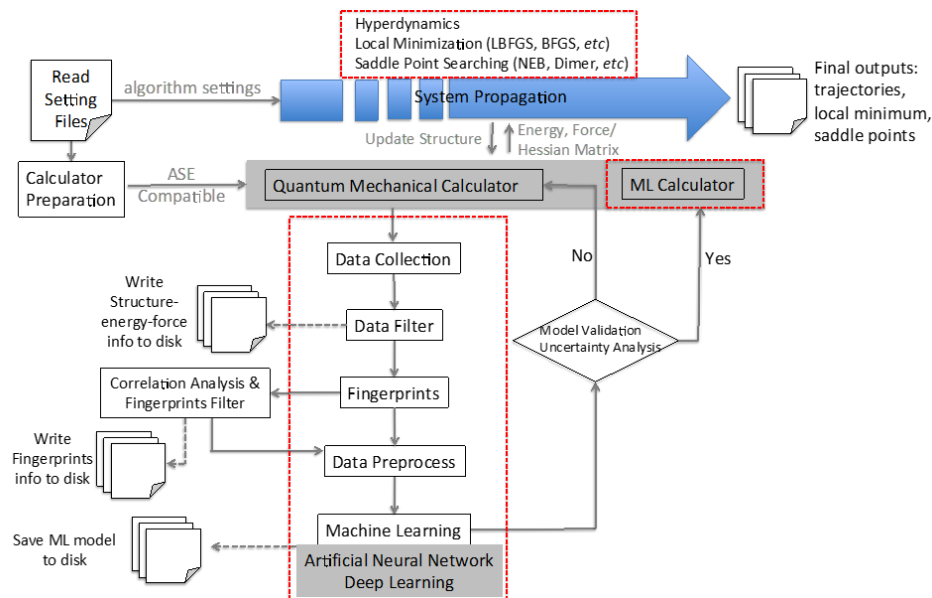 Hyperdynamics
Local Minimization (LBFGS, BFGS, etc)
Saddle Point Searching (NEB, Dimer, etc)
Read
Setting
Files
algorithm settings
System Propagation
Final outputs:
trajectories,
local minimum,
saddle points
Update Structure
Energy, Force/
Hessian Matrix
Calculator
Preparation
ASE
Compatible
Quantum Mechanical Calculator
ML Calculator
Data Collection
No
Yes
Write
Structure-
energy-force
info to disk
Data Filter
Model Validation
Uncertainty Analysis
Correlation Analysis &
Fingerprints Filter
Fingerprints
Write
Fingerprints
info to disk
Data Preprocess
Save ML model
to disk
Machine Learning
Artificial Neural Network
Deep Learning